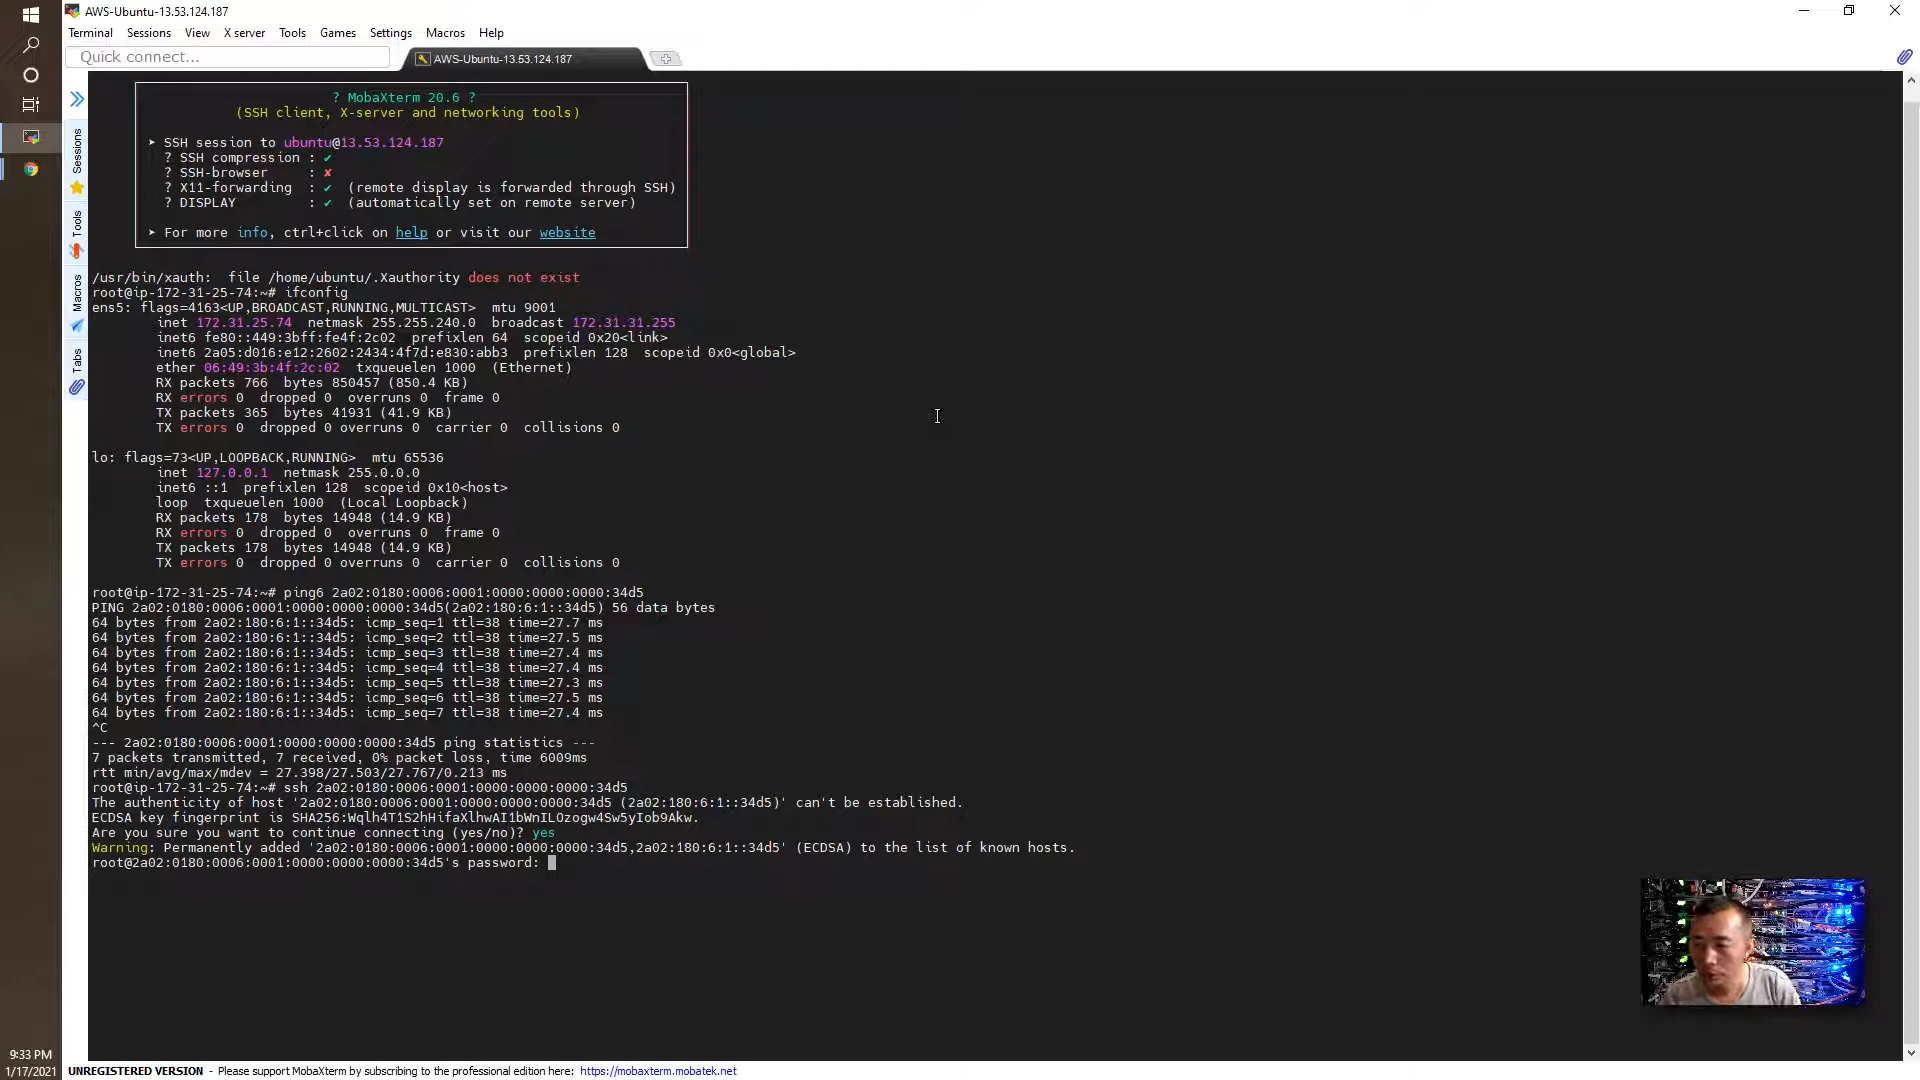 AWS-Ubuntu-13.53.124.187
Terminal Sessions View X server Tools Games Settings Macros Help
Quick connect...
AWS-Ubuntu-13.53.124.187
Sessions
Tools
Macros
Tabs
? MobaXterm 20.6 ?
(SSH client, X-server and networking tools)
➤ SSH session to ubuntu@13.53.124.187
? SSH compression : ✔
? SSH-browser : ✘
? X11-forwarding : ✔ (remote display is forwarded through SSH)
? DISPLAY : ✔ (automatically set on remote server)
➤ For more info, ctrl+click on help or visit our website
/usr/bin/xauth:  file /home/ubuntu/.Xauthority does not exist
root@ip-172-31-25-74:~# ifconfig
ens5: flags=4163<UP,BROADCAST,RUNNING,MULTICAST>  mtu 9001
inet 172.31.25.74  netmask 255.255.240.0  broadcast 172.31.31.255
inet6 fe80::449:3bff:fe4f:2c02  prefixlen 64  scopeid 0x20<link>
inet6 2a05:d016:e12:2602:2434:4f7d:e830:abb3  prefixlen 128  scopeid 0x0<global>
ether 06:49:3b:4f:2c:02  txqueuelen 1000  (Ethernet)
RX packets 766  bytes 850457 (850.4 KB)
RX errors 0  dropped 0  overruns 0  frame 0
TX packets 365  bytes 41931 (41.9 KB)
TX errors 0  dropped 0 overruns 0  carrier 0  collisions 0
lo: flags=73<UP,LOOPBACK,RUNNING>  mtu 65536
inet 127.0.0.1  netmask 255.0.0.0
inet6 ::1  prefixlen 128  scopeid 0x10<host>
loop  txqueuelen 1000  (Local Loopback)
RX packets 178  bytes 14948 (14.9 KB)
RX errors 0  dropped 0  overruns 0  frame 0
TX packets 178  bytes 14948 (14.9 KB)
TX errors 0  dropped 0 overruns 0  carrier 0  collisions 0
root@ip-172-31-25-74:~# ping6 2a02:0180:0006:0001:0000:0000:0000:34d5
PING 2a02:0180:0006:0001:0000:0000:0000:34d5(2a02:180:6:1::34d5) 56 data bytes
64 bytes from 2a02:180:6:1::34d5: icmp_seq=1 ttl=38 time=27.7 ms
64 bytes from 2a02:180:6:1::34d5: icmp_seq=2 ttl=38 time=27.5 ms
64 bytes from 2a02:180:6:1::34d5: icmp_seq=3 ttl=38 time=27.4 ms
64 bytes from 2a02:180:6:1::34d5: icmp_seq=4 ttl=38 time=27.4 ms
64 bytes from 2a02:180:6:1::34d5: icmp_seq=5 ttl=38 time=27.3 ms
64 bytes from 2a02:180:6:1::34d5: icmp_seq=6 ttl=38 time=27.5 ms
64 bytes from 2a02:180:6:1::34d5: icmp_seq=7 ttl=38 time=27.4 ms
^C
--- 2a02:0180:0006:0001:0000:0000:0000:34d5 ping statistics ---
7 packets transmitted, 7 received, 0% packet loss, time 6009ms
rtt min/avg/max/mdev = 27.398/27.503/27.767/0.213 ms
root@ip-172-31-25-74:~# ssh 2a02:0180:0006:0001:0000:0000:0000:34d5
The authenticity of host '2a02:0180:0006:0001:0000:0000:0000:34d5 (2a02:180:6:1::34d5)' can't be established.
ECDSA key fingerprint is SHA256:Wqlh4T1S2hHifaXlhwAI1bWnILOzogw4Sw5yIob9Akw.
Are you sure you want to continue connecting (yes/no)? yes
Warning: Permanently added '2a02:0180:0006:0001:0000:0000:0000:34d5,2a02:180:6:1::34d5' (ECDSA) to the list of known hosts.
root@2a02:0180:0006:0001:0000:0000:0000:34d5's password:
9:33 PM
1/17/2021
UNREGISTERED VERSION - Please support MobaXterm by subscribing to the professional edition here: https://mobaxterm.mobatek.net